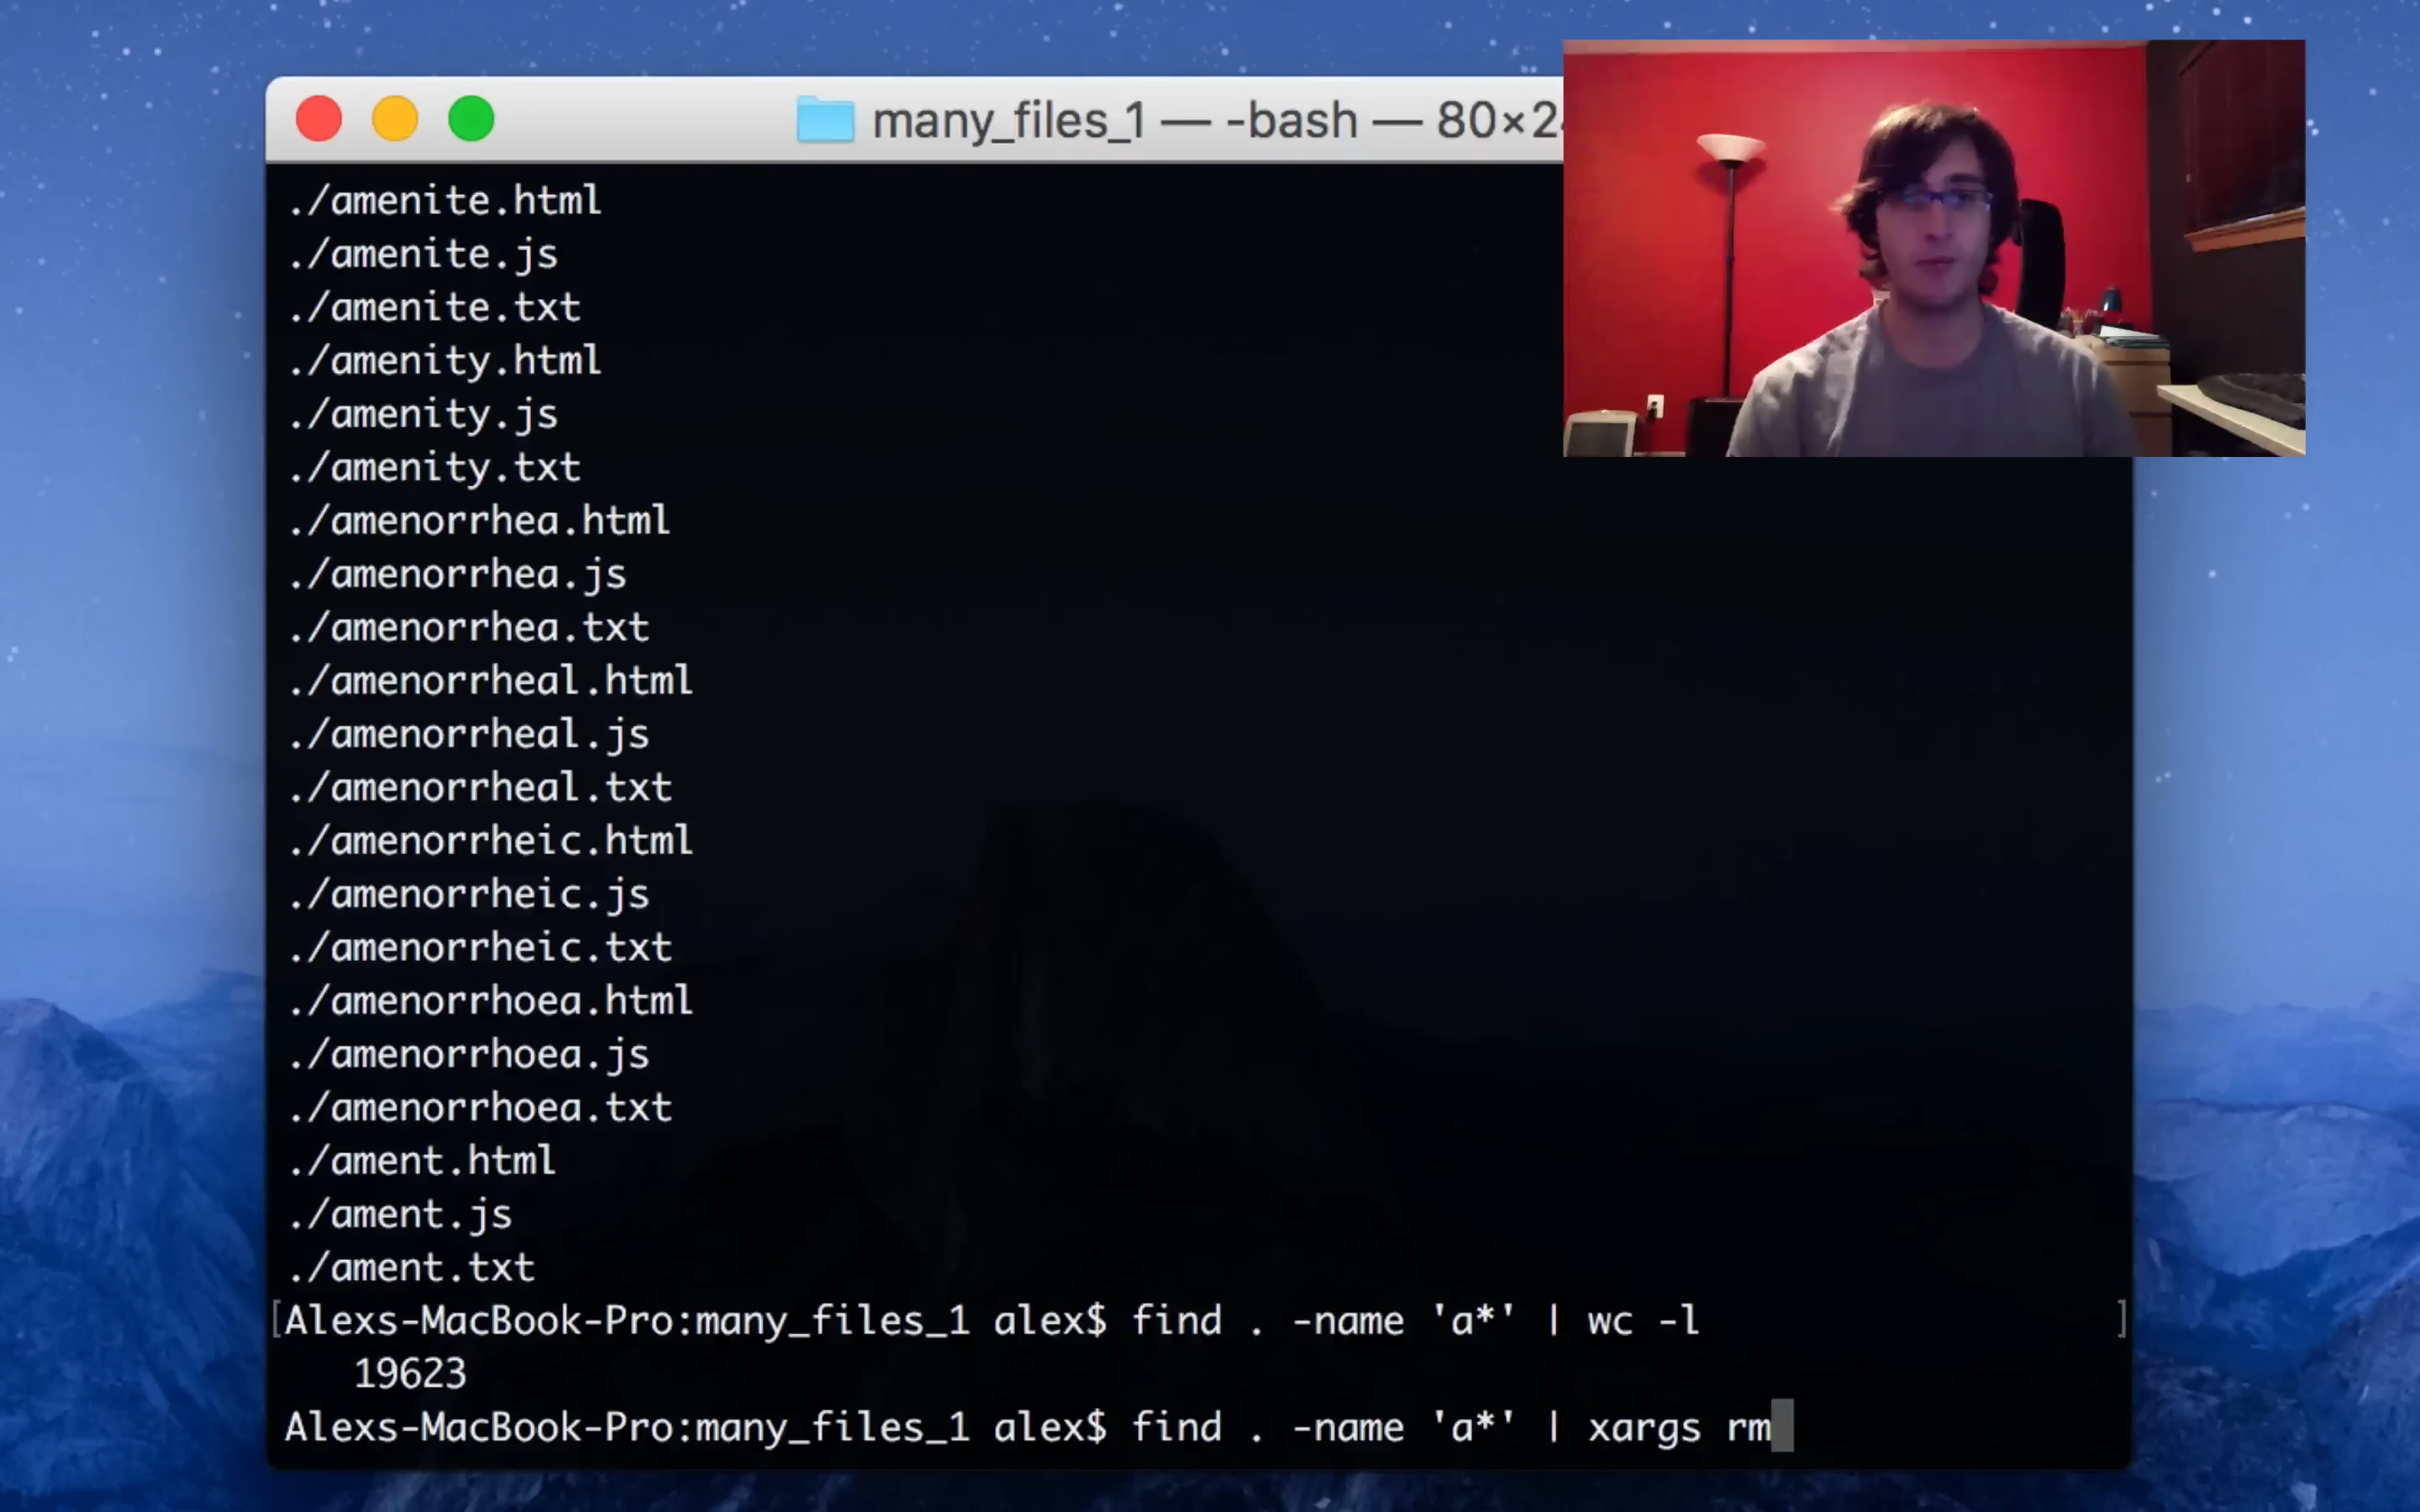 many_files_1 — -bash — 80×2
./amenite.html
./amenite.js
./amenite.txt
./amenity.html
./amenity.js
./amenity.txt
./amenorrhea.html
./amenorrhea.js
./amenorrhea.txt
./amenorrheal.html
./amenorrheal.js
./amenorrheal.txt
./amenorrheic.html
./amenorrheic.js
./amenorrheic.txt
./amenorrhoea.html
./amenorrhoea.js
./amenorrhoea.txt
./ament.html
./ament.js
./ament.txt
[Alexs-MacBook-Pro:many_files_1 alex$ find . -name 'a*' | wc -l ]
19623
Alexs-MacBook-Pro:many_files_1 alex$ find . -name 'a*' | xargs rm